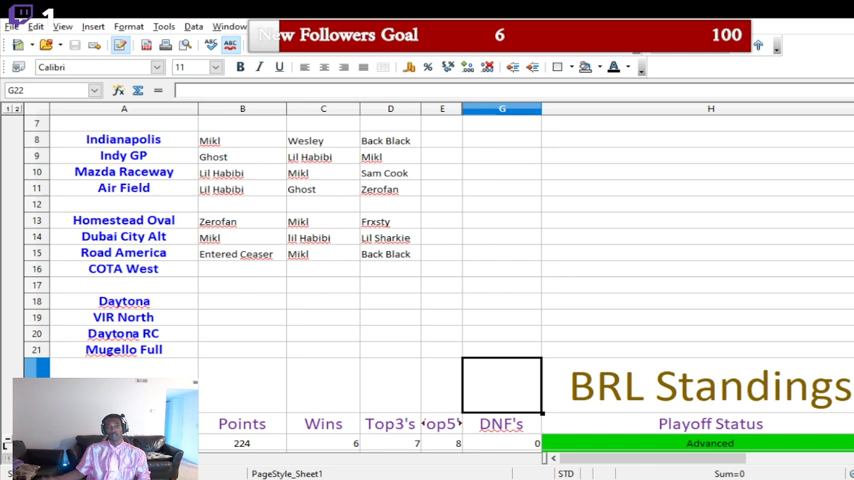 1
File Edit View Insert Format Tools Data Window
New Followers Goal 6 100
Calibri 11
G22
1 2 A B C D E G H
7
8 Indianapolis Mikl Wesley Back Black
9 Indy GP Ghost Lil Habibi Mikl
10 Mazda Raceway Lil Habibi Mikl Sam Cook
11 Air Field Lil Habibi Ghost Zerofan
12
13 Homestead Oval Zerofan Mikl Frxsty
14 Dubai City Alt Mikl lil Habibi Lil Sharkie
15 Road America Entered Ceaser Mikl Back Black
16 COTA West
17
18 Daytona
19 VIR North
20 Daytona RC
21 Mugello Full
BRL Standings
Points Wins Top3's op5' DNF's Playoff Status
224 6 7 8 0 Advanced
PageStyle_Sheet1 STD Sum=0